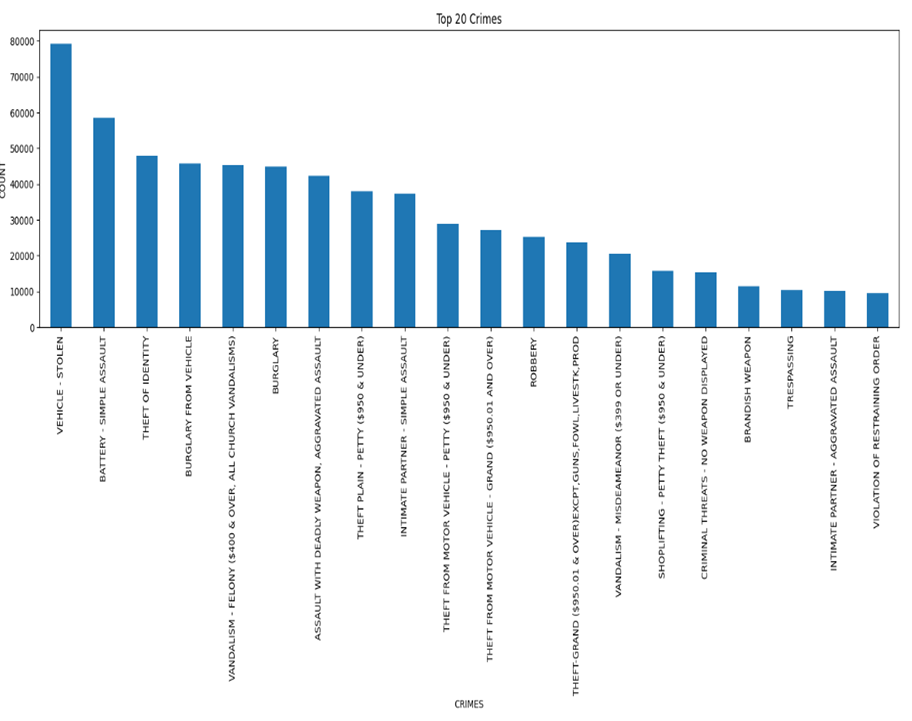 Top 20 Crimes
80000
70000
60000
50000
40000
30000
20000
10000
0
COUNT
VEHICLE - STOLEN
BATTERY - SIMPLE ASSAULT
THEFT OF IDENTITY
BURGLARY FROM VEHICLE
VANDALISM - FELONY ($400 & OVER, ALL CHURCH VANDALISMS)
BURGLARY
ASSAULT WITH DEADLY WEAPON, AGGRAVATED ASSAULT
THEFT PLAIN - PETTY ($950 & UNDER)
INTIMATE PARTNER - SIMPLE ASSAULT
THEFT FROM MOTOR VEHICLE - PETTY ($950 & UNDER)
THEFT FROM MOTOR VEHICLE - GRAND ($950.01 AND OVER)
ROBBERY
THEFT-GRAND ($950.01 & OVER)EXCPT,GUNS,FOWL,LIVESTK,PROD
VANDALISM - MISDEAMEANOR ($399 OR UNDER)
SHOPLIFTING - PETTY THEFT ($950 & UNDER)
CRIMINAL THREATS - NO WEAPON DISPLAYED
BRANDISH WEAPON
TRESPASSING
INTIMATE PARTNER - AGGRAVATED ASSAULT
VIOLATION OF RESTRAINING ORDER
CRIMES